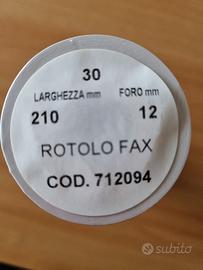 30
LARGHEZZA mm FORO mm
210 12
ROTOLO FAX
COD. 712094
subito